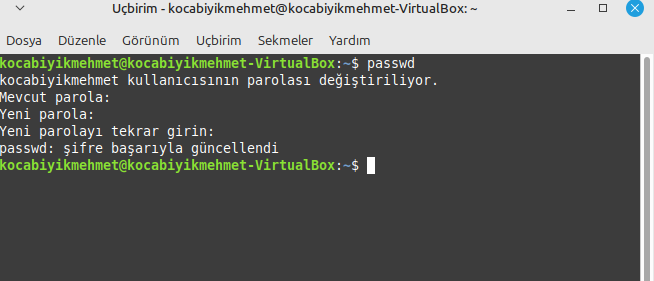 Uçbirim - kocabiyikmehmet@kocabiyikmehmet-VirtualBox: ~
Dosya Düzenle Görünüm Uçbirim Sekmeler Yardım
kocabiyikmehmet@kocabiyikmehmet-VirtualBox:~$ passwd
kocabiyikmehmet kullanıcısının parolası değiştiriliyor.
Mevcut parola:
Yeni parola:
Yeni parolayı tekrar girin:
passwd: şifre başarıyla güncellendi
kocabiyikmehmet@kocabiyikmehmet-VirtualBox:~$